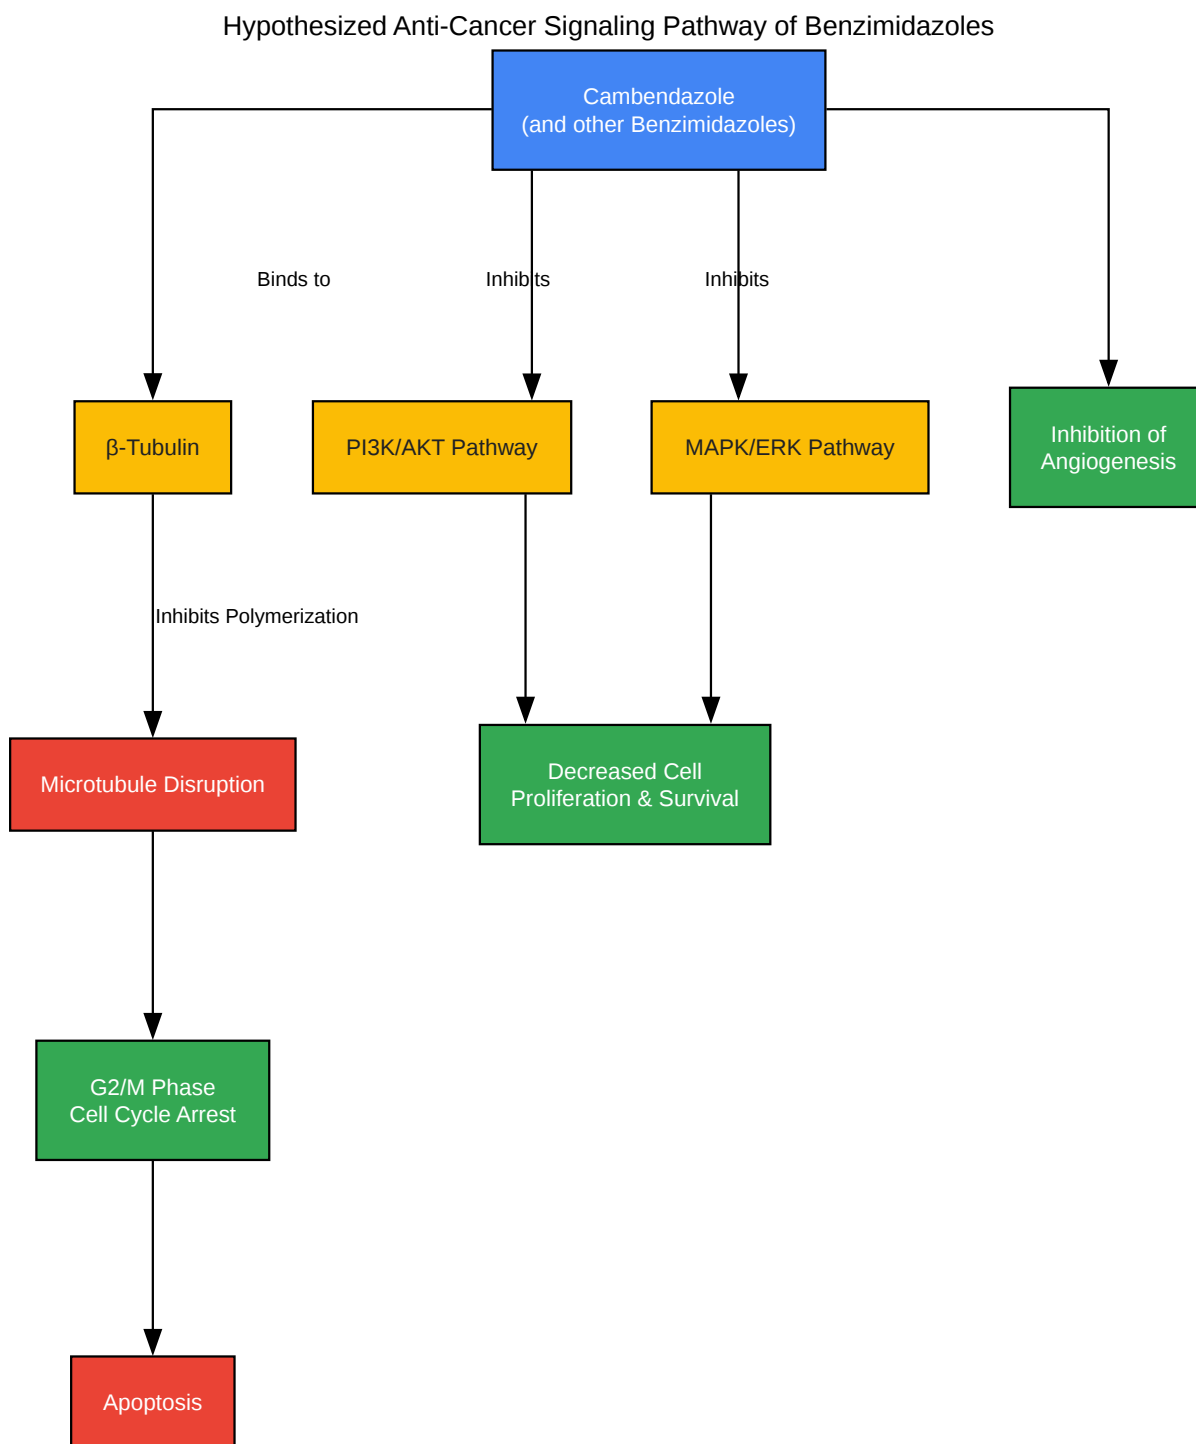 Hypothesized Anti-Cancer Signaling Pathway of Benzimidazoles
Cambendazole
(and other Benzimidazoles)
Binds to
Inhibits
Inhibits
β-Tubulin
PI3K/AKT Pathway
MAPK/ERK Pathway
Inhibition of
Angiogenesis
Inhibits Polymerization
Microtubule Disruption
Decreased Cell
Proliferation & Survival
G2/M Phase
Cell Cycle Arrest
Apoptosis